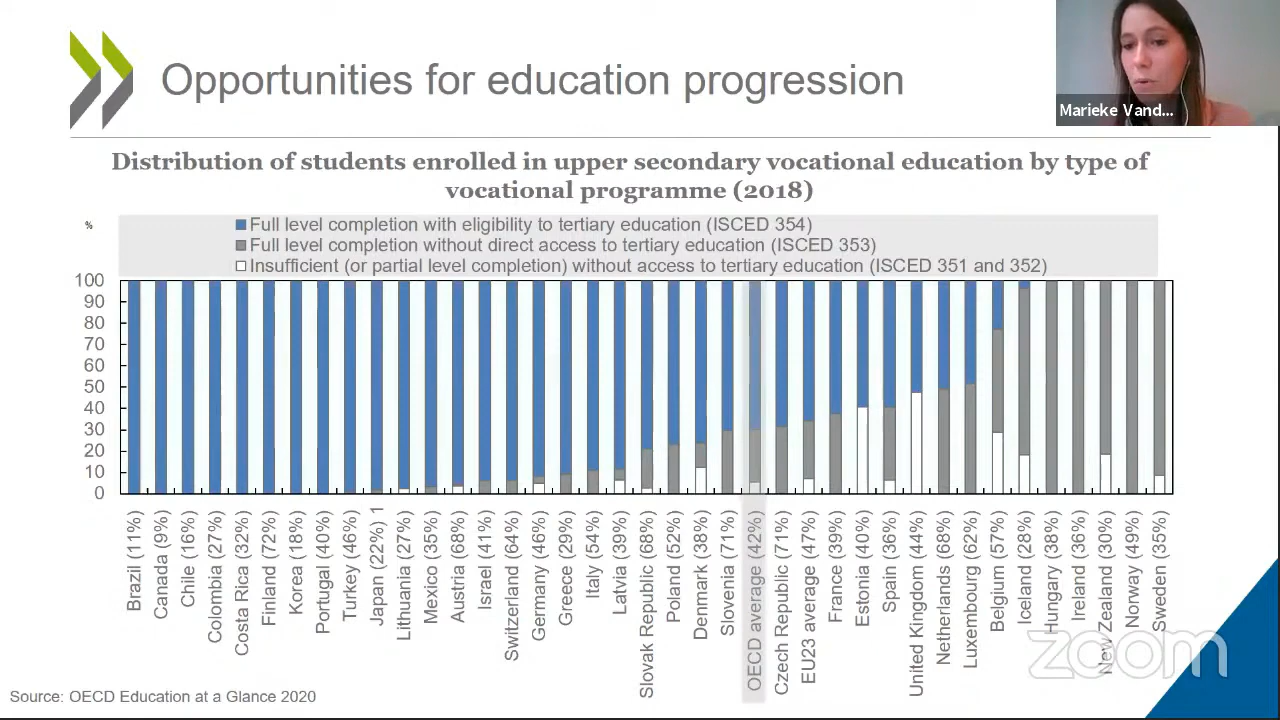 Opportunities for education progression
Marieke Vand...
Distribution of students enrolled in upper secondary vocational education by type of
vocational programme (2018)
%
Full level completion with eligibility to tertiary education (ISCED 354)
Full level completion without direct access to tertiary education (ISCED 353)
Insufficient (or partial level completion) without access to tertiary education (ISCED 351 and 352)
100
90
80
70
60
50
40
30
20
10
0
Brazil (11%)
Canada (9%)
Chile (16%)
Colombia (27%)
Costa Rica (32%)
Finland (72%)
Korea (18%)
Portugal (40%)
Turkey (46%)
Japan (22%) 1
Lithuania (27%)
Mexico (35%)
Austria (68%)
Israel (41%)
Switzerland (64%)
Germany (46%)
Greece (29%)
Italy (54%)
Latvia (39%)
Slovak Republic (68%)
Poland (52%)
Denmark (38%)
Slovenia (71%)
OECD average (42%)
Czech Republic (71%)
EU23 average (47%)
France (39%)
Estonia (40%)
Spain (36%)
United Kingdom (44%)
Netherlands (68%)
Luxembourg (62%)
Belgium (57%)
Iceland (28%)
Hungary (38%)
Ireland (36%)
New Zealand (30%)
Norway (49%)
Sweden (35%)
zoom
Source: OECD Education at a Glance 2020